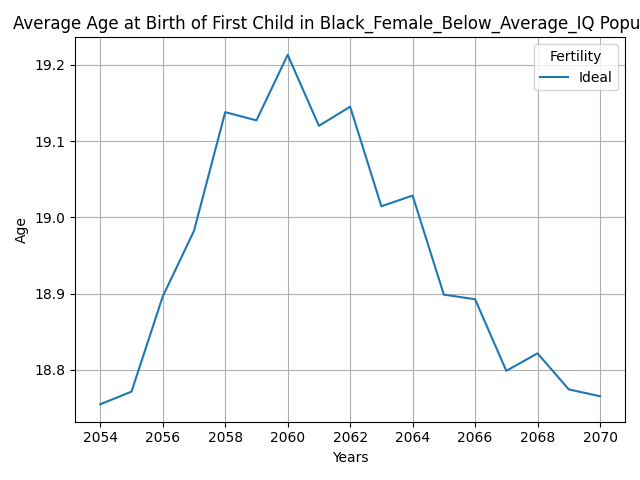 Average Age at Birth of First Child in Black_Female_Below_Average_IQ Popu
Fertility
Ideal
19.2
19.1
19.0
18.9
18.8
Age
2054 2056 2058 2060 2062 2064 2066 2068 2070
Years